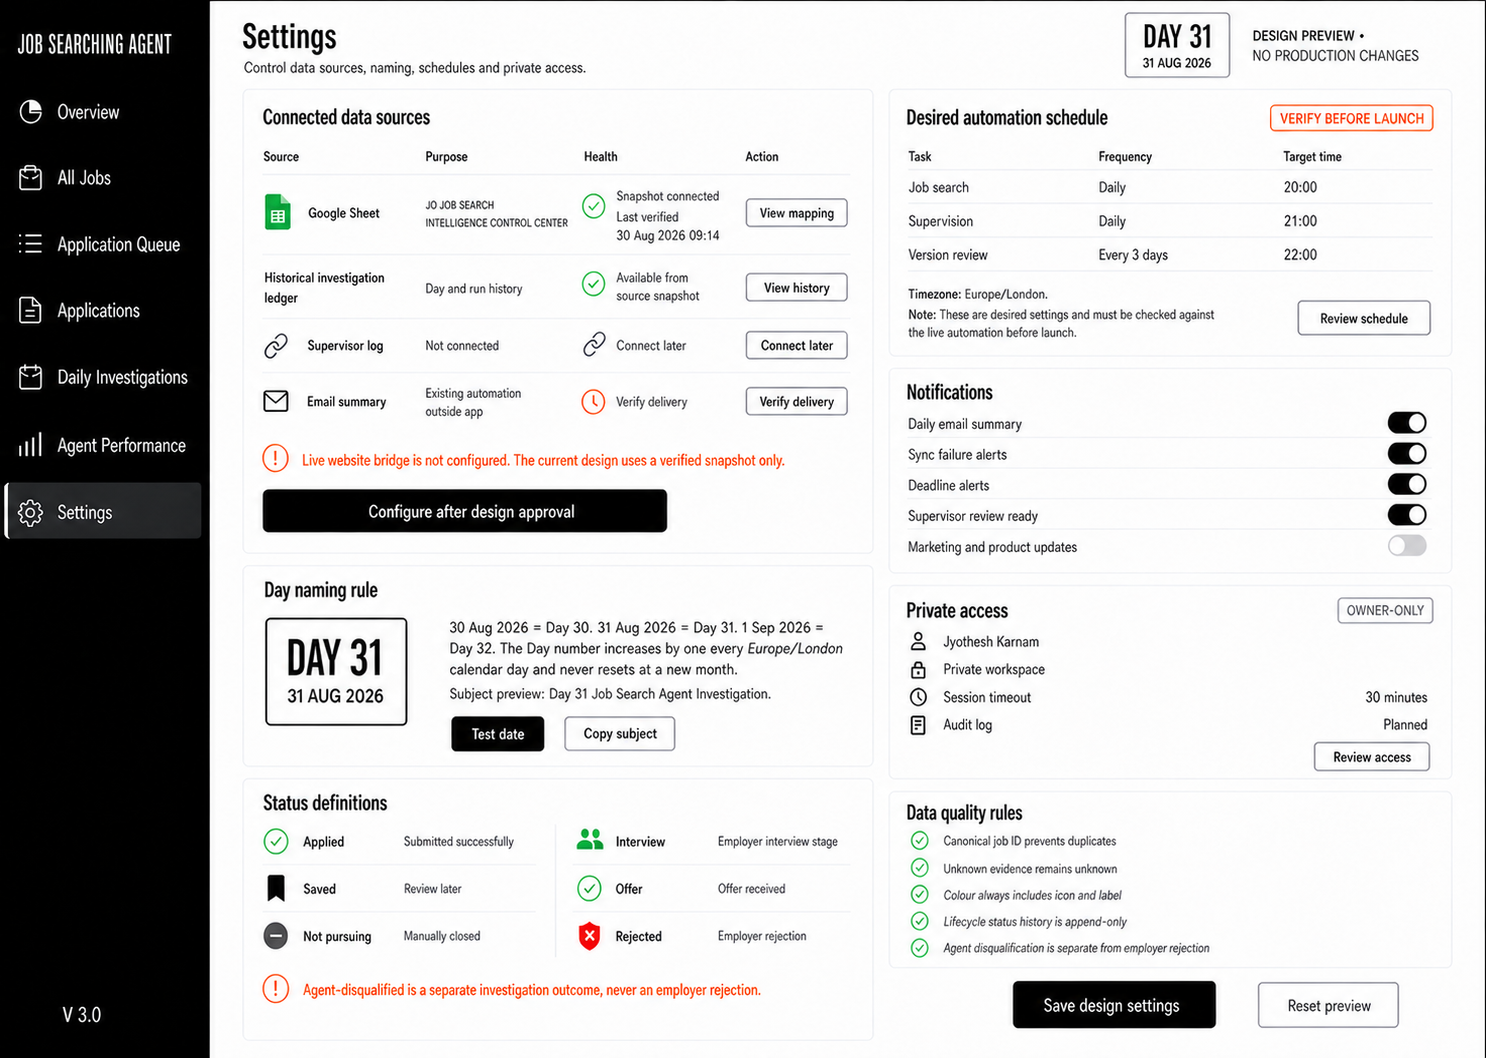 JOB SEARCHING AGENT
Overview
All Jobs
Application Queue
Applications
Daily Investigations
Agent Performance
Settings
V 3.0
Settings
Control data sources, naming, schedules and private access.
DAY 31
31 AUG 2026
DESIGN PREVIEW •
NO PRODUCTION CHANGES
Connected data sources
Source Purpose Health Action
Google Sheet
JO JOB SEARCH
INTELLIGENCE CONTROL CENTER
Snapshot connected
Last verified
30 Aug 2026 09:14
View mapping
Historical investigation
ledger
Day and run history
Available from
source snapshot
View history
Supervisor log Not connected Connect later Connect later
Email summary
Existing automation
outside app
Verify delivery
Verify delivery
Live website bridge is not configured. The current design uses a verified snapshot only.
Configure after design approval
Day naming rule
DAY 31
31 AUG 2026
30 Aug 2026 = Day 30. 31 Aug 2026 = Day 31. 1 Sep 2026 =
Day 32. The Day number increases by one every Europe/London
calendar day and never resets at a new month.
Subject preview: Day 31 Job Search Agent Investigation.
Test date
Copy subject
Status definitions
Applied Submitted successfully
Interview Employer interview stage
Saved Review later
Offer Offer received
Not pursuing Manually closed
Rejected Employer rejection
Agent-disqualified is a separate investigation outcome, never an employer rejection.
Desired automation schedule
VERIFY BEFORE LAUNCH
Task Frequency Target time
Job search Daily 20:00
Supervision Daily 21:00
Version review Every 3 days 22:00
Timezone: Europe/London.
Note: These are desired settings and must be checked against
the live automation before launch.
Review schedule
Notifications
Daily email summary
Sync failure alerts
Deadline alerts
Supervisor review ready
Marketing and product updates
Private access
OWNER-ONLY
Jyothesh Karnam
Private workspace
Session timeout 30 minutes
Audit log Planned
Review access
Data quality rules
Canonical job ID prevents duplicates
Unknown evidence remains unknown
Colour always includes icon and label
Lifecycle status history is append-only
Agent disqualification is separate from employer rejection
Save design settings
Reset preview